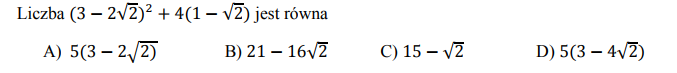 Liczba (3 − 2√2)² + 4(1 − √2) jest równa
A) 5(3 − 2√2) B) 21 − 16√2 C) 15 − √2 D) 5(3 − 4√2)